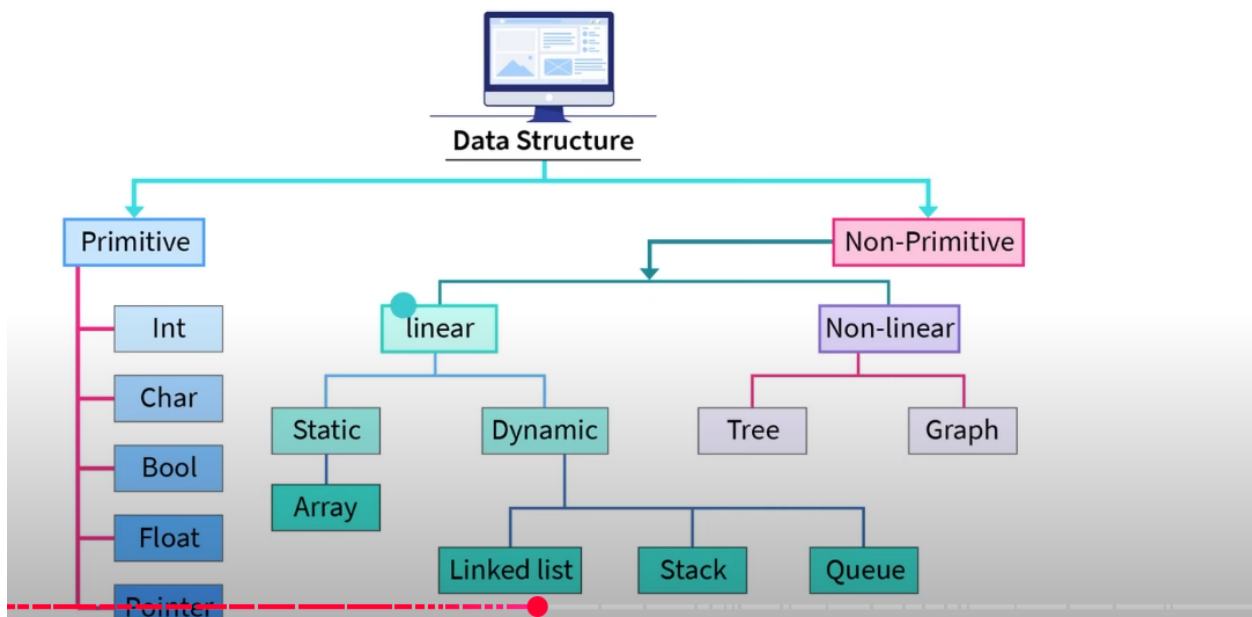 Data Structure
Primitive
Non-Primitive
Int
linear
Non-linear
Char
Static
Dynamic
Tree
Graph
Bool
Array
Float
Linked list
Stack
Queue
Pointer